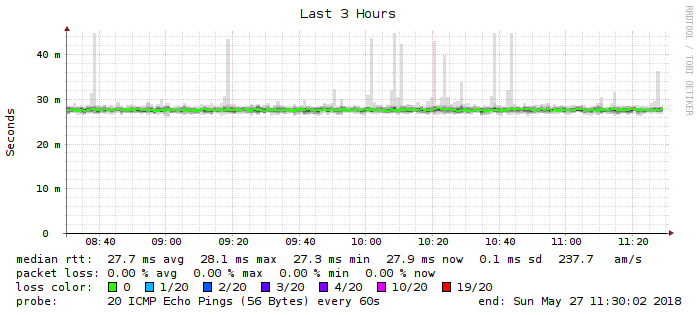 Last 3 Hours
RRDTOOL / TOBI OETIKER
Seconds
40 m
30 m
20 m
10 m
0
08:40 09:00 09:20 09:40 10:00 10:20 10:40 11:00 11:20
median rtt: 27.7 ms avg 28.1 ms max 27.3 ms min 27.9 ms now 0.1 ms sd 237.7 am/s
packet loss: 0.00 % avg 0.00 % max 0.00 % min 0.00 % now
loss color: 0 1/20 2/20 3/20 4/20 10/20 19/20
probe: 20 ICMP Echo Pings (56 Bytes) every 60s end: Sun May 27 11:30:02 2018